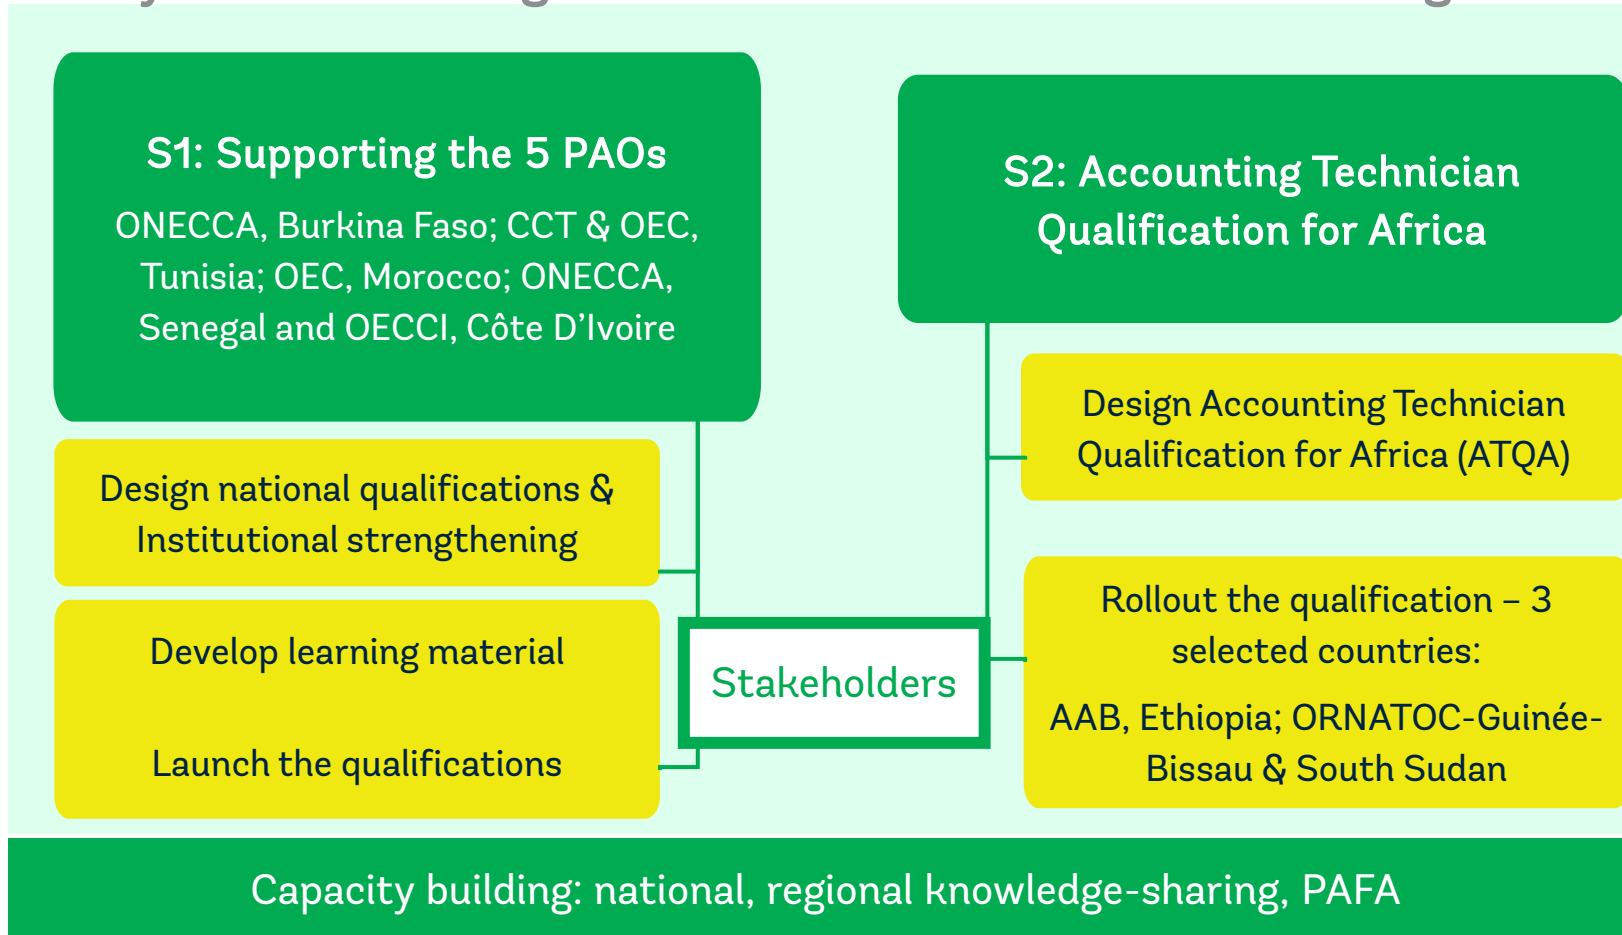 S1: Supporting the 5 PAOs
ONECCA, Burkina Faso; CCT & OEC,
Tunisia; OEC, Morocco; ONECCA,
Senegal and OECCI, Côte D’Ivoire
Design national qualifications &
Institutional strengthening
Develop learning material
Launch the qualifications
Stakeholders
S2: Accounting Technician
Qualification for Africa
Design Accounting Technician
Qualification for Africa (ATQA)
Rollout the qualification – 3
selected countries:
AAB, Ethiopia; ORNATOC-Guinée-
Bissau & South Sudan
Capacity building: national, regional knowledge-sharing, PAFA